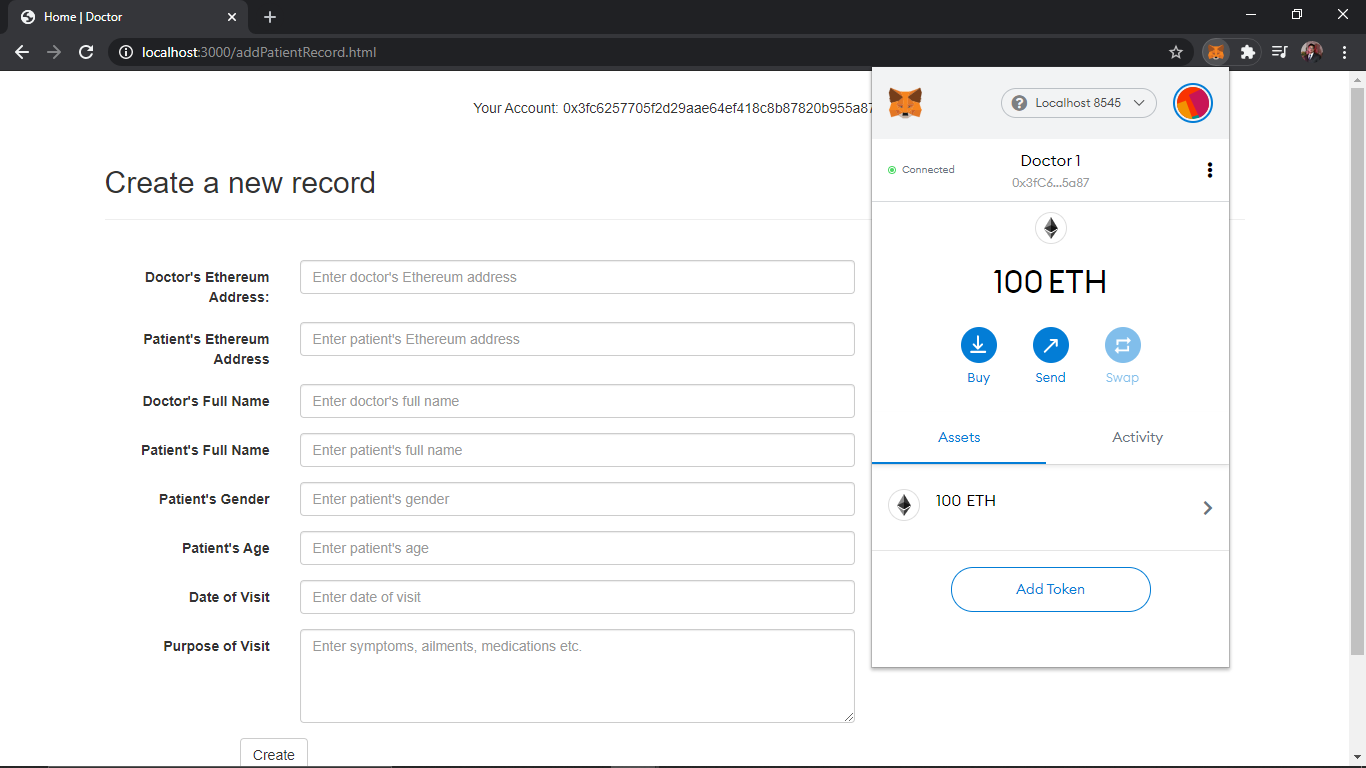 Home | Doctor
localhost:3000/addPatientRecord.html
Your Account: 0x3fc6257705f2d29aae64ef418c8b87820b955a87
Localhost 8545
Connected
Doctor 1
0x3fC6...5a87
Create a new record
100 ETH
Buy
Send
Swap
Assets
Activity
100 ETH
Add Token
Doctor's Ethereum
Address:
Enter doctor's Ethereum address
Patient's Ethereum
Address
Enter patient's Ethereum address
Doctor's Full Name
Enter doctor's full name
Patient's Full Name
Enter patient's full name
Patient's Gender
Enter patient's gender
Patient's Age
Enter patient's age
Date of Visit
Enter date of visit
Purpose of Visit
Enter symptoms, ailments, medications etc.
Create